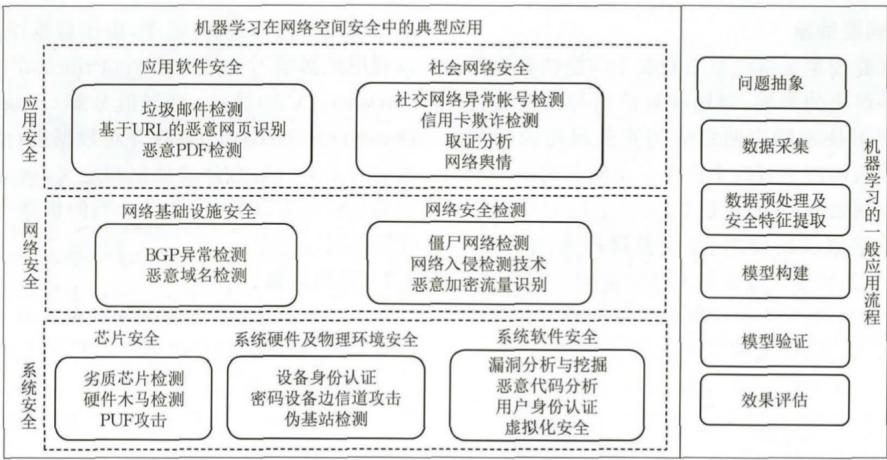 机器学习在网络空间安全中的典型应用
应用安全
应用软件安全
垃圾邮件检测
基于URL的恶意网页识别
恶意PDF检测
社会网络安全
社交网络异常帐号检测
信用卡欺诈检测
取证分析
网络舆情
网络安全
网络基础设施安全
BGP异常检测
恶意域名检测
网络安全检测
僵尸网络检测
网络入侵检测技术
恶意加密流量识别
系统安全
芯片安全
劣质芯片检测
硬件木马检测
PUF攻击
系统硬件及物理环境安全
设备身份认证
密码设备边信道攻击
伪基站检测
系统软件安全
漏洞分析与挖掘
恶意代码分析
用户身份认证
虚拟化安全
问题抽象
数据采集
数据预处理及
安全特征提取
模型构建
模型验证
效果评估
机器学习的一般应用流程